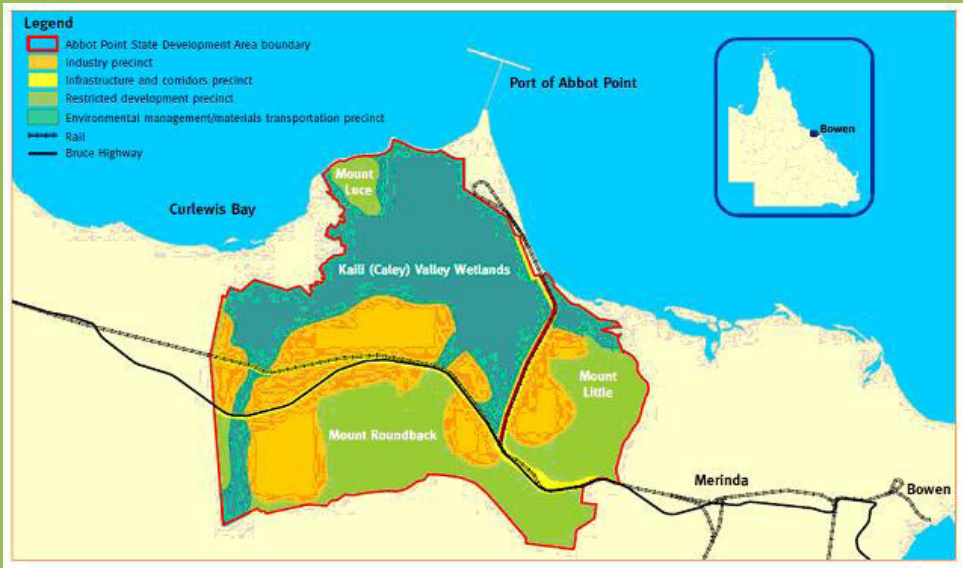 Legend
Abbot Point State Development Area boundary
Industry precinct
Infrastructure and corridors precinct
Restricted development precinct
Environmental management/materials transportation precinct
Rail
Bruce Highway
Port of Abbot Point
Bowen
Mount
Luce
Curlewis Bay
Kaili (Caley) Valley Wetlands
Mount
Little
Mount Roundback
Merinda
Bowen